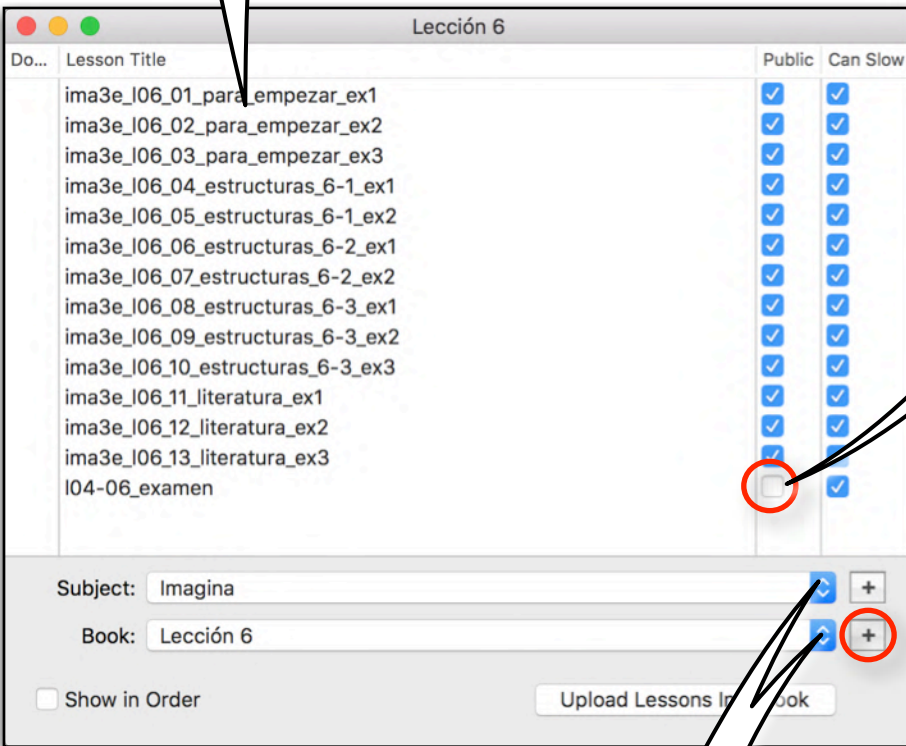 Lección 6
Do... Lesson Title Public Can Slow
ima3e_l06_01_para_empezar_ex1
ima3e_l06_02_para_empezar_ex2
ima3e_l06_03_para_empezar_ex3
ima3e_l06_04_estructuras_6-1_ex1
ima3e_l06_05_estructuras_6-1_ex2
ima3e_l06_06_estructuras_6-2_ex1
ima3e_l06_07_estructuras_6-2_ex2
ima3e_l06_08_estructuras_6-3_ex1
ima3e_l06_09_estructuras_6-3_ex2
ima3e_l06_10_estructuras_6-3_ex3
ima3e_l06_11_literatura_ex1
ima3e_l06_12_literatura_ex2
ima3e_l06_13_literatura_ex3
l04-06_examen
Subject: Imagina +
Book: Lección 6 +
Show in Order Upload Lessons